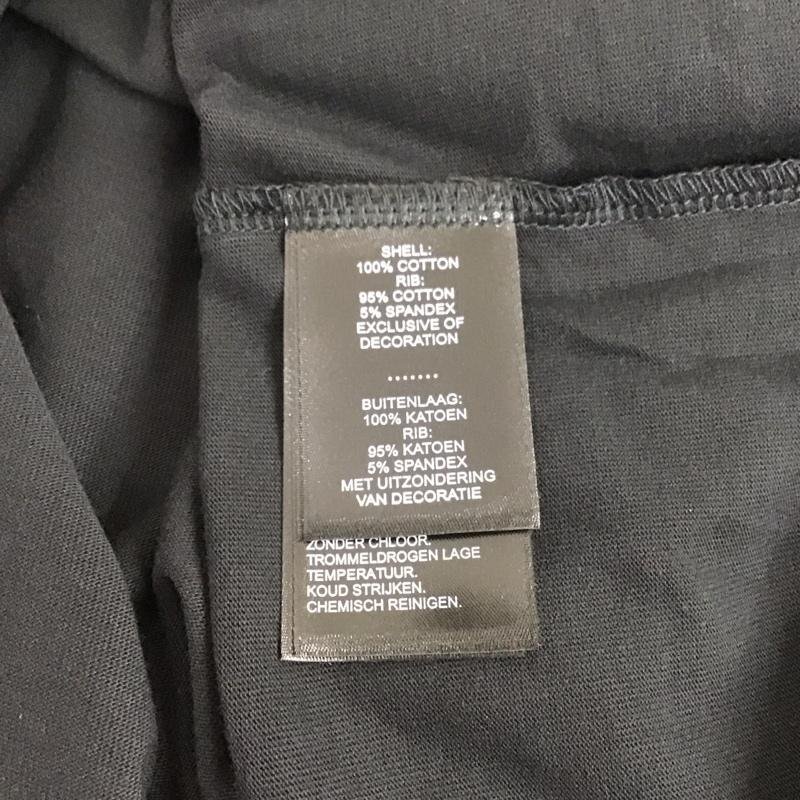 SHELL:
100% COTTON
RIB:
95% COTTON
5% SPANDEX
EXCLUSIVE OF
DECORATION
.......
BUITENLAAG:
100% KATOEN
RIB:
95% KATOEN
5% SPANDEX
MET UITZONDERING
VAN DECORATIE
ZONDER CHLOOR.
TROMMELDROGEN LAGE
TEMPERATUUR.
KOUD STRIJKEN.
CHEMISCH REINIGEN.